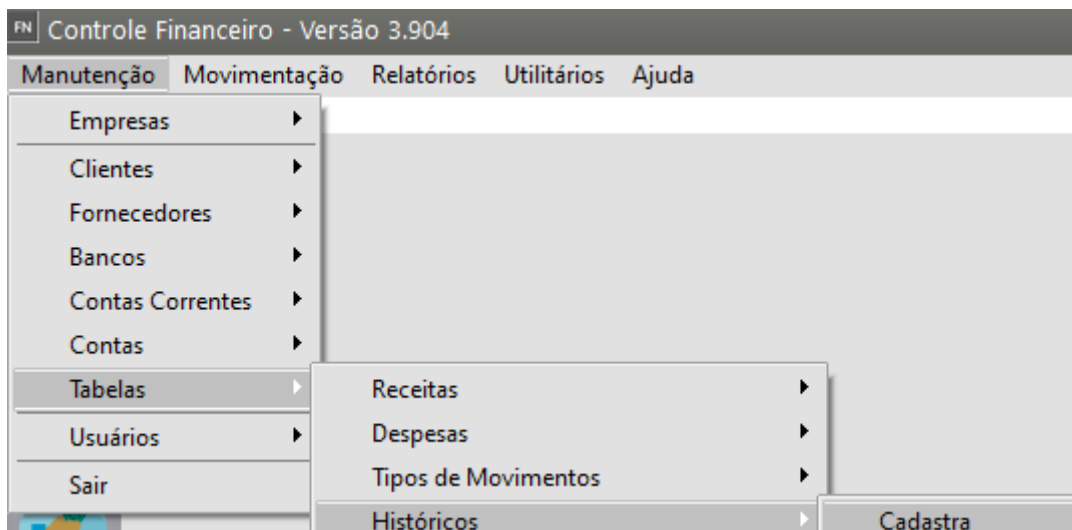 FN Controle Financeiro - Versão 3.904
Manutenção Movimentação Relatórios Utilitários Ajuda
Empresas
Clientes
Fornecedores
Bancos
Contas Correntes
Contas
Tabelas Receitas
Usuários Despesas
Sair Tipos de Movimentos
Históricos Cadastra